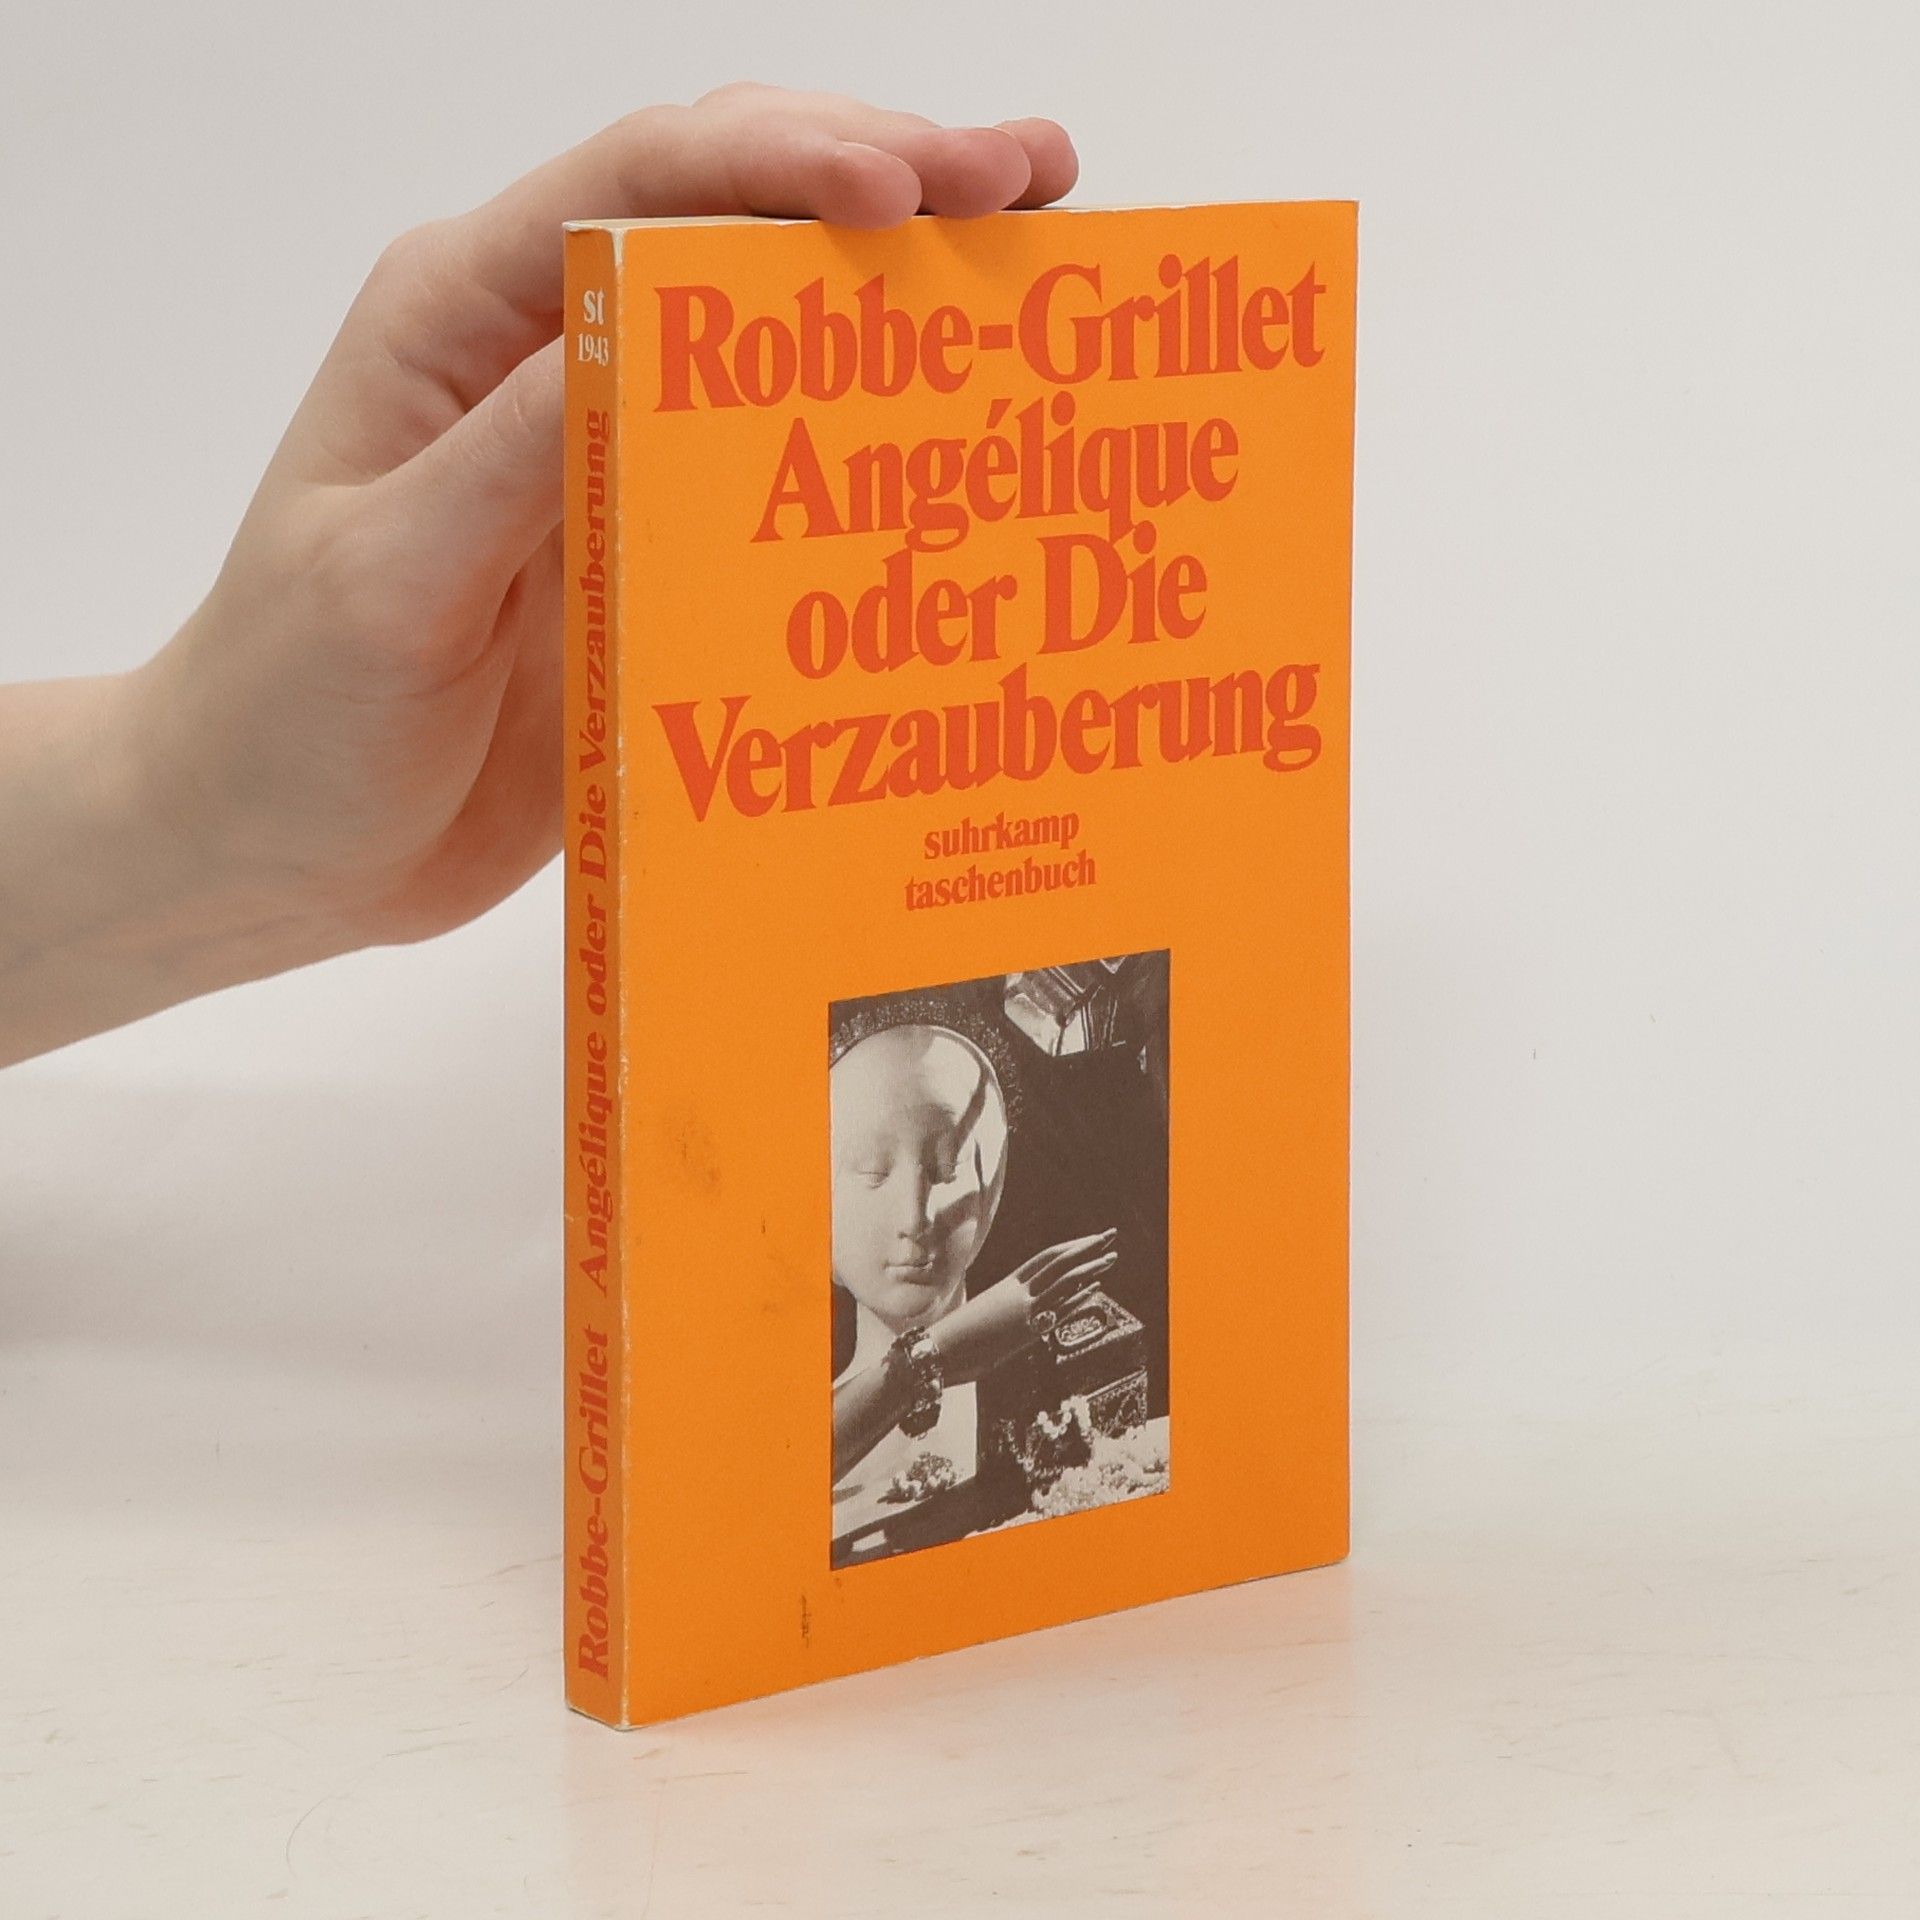 st
1943
Robbe-Grillet Angélique oder Die Verzauberung
Robbe-Grillet
Angélique
oder Die
Verzauberung
suhrkamp
taschenbuch